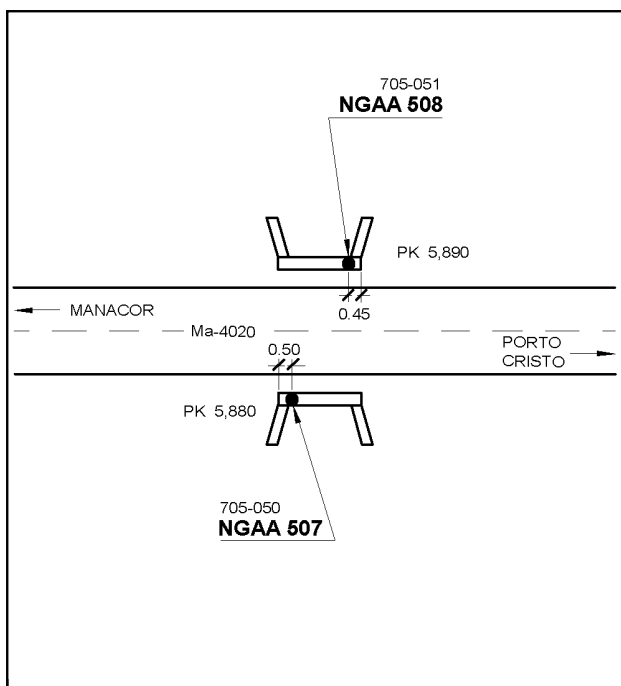 705-051
NGAA 508
PK 5,890
MANACOR
0.45
Ma-4020
0.50
PORTO
CRISTO
PK 5,880
705-050
NGAA 507